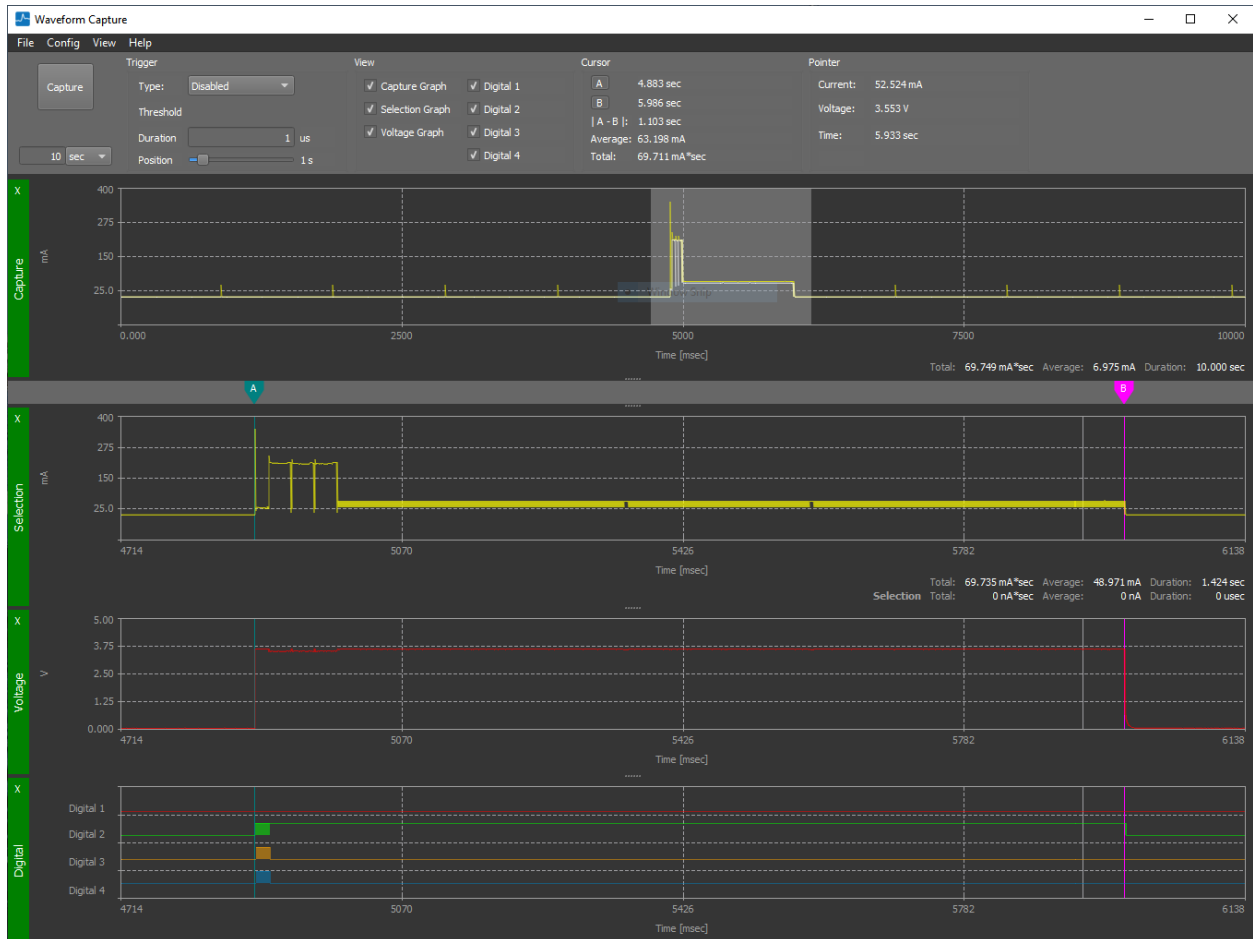 Waveform Capture
File Config View Help
Trigger View Cursor Pointer
Capture
Type: Disabled
Threshold
Duration 1 us
Position 1 s
10 sec
✓ Capture Graph ✓ Digital 1
✓ Selection Graph ✓ Digital 2
✓ Voltage Graph ✓ Digital 3
✓ Digital 4
A 4.883 sec
B 5.986 sec
| A - B |: 1.103 sec
Average: 63.198 mA
Total: 69.711 mA*sec
Current: 52.524 mA
Voltage: 3.553 V
Time: 5.933 sec
X
Capture
mA
400
275
150
25.0
0.000 2500 5000 7500 10000
Time [msec]
Total: 69.749 mA*sec Average: 6.975 mA Duration: 10.000 sec
A B
X
Selection
mA
400
275
150
25.0
4714 5070 5426 5782 6138
Time [msec]
Total: 69.735 mA*sec Average: 48.971 mA Duration: 1.424 sec
Selection Total: 0 nA*sec Average: 0 nA Duration: 0 usec
X
Voltage
V
5.00
3.75
2.50
1.25
0.000
4714 5070 5426 5782 6138
Time [msec]
X
Digital
Digital 1
Digital 2
Digital 3
Digital 4
4714 5070 5426 5782 6138
Time [msec]